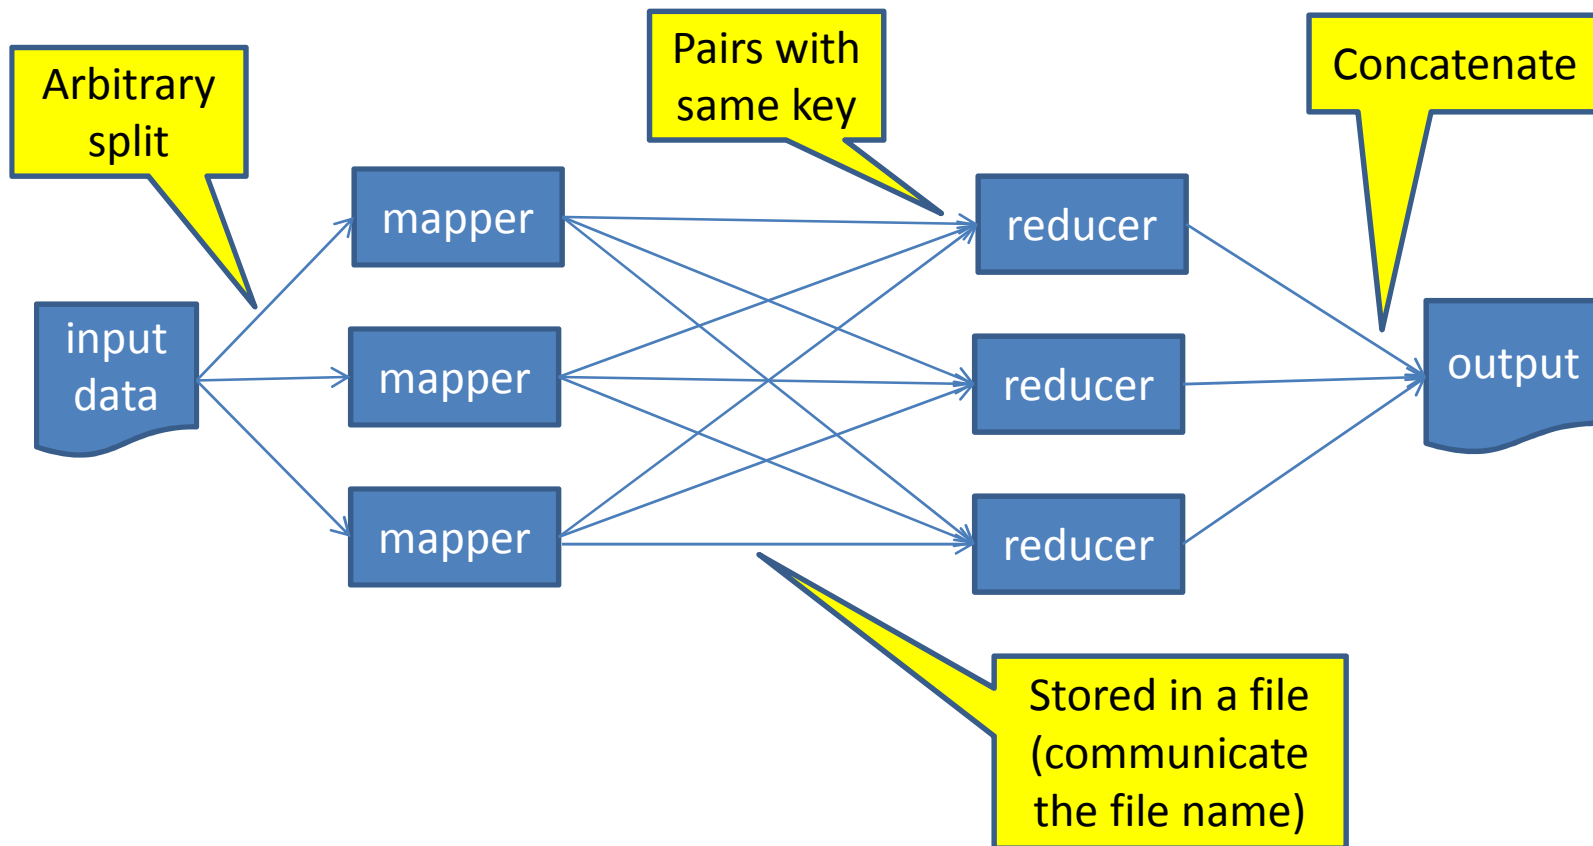 Arbitrary
split
Pairs with
same key
Concatenate
mapper
reducer
input
data
mapper
reducer
output
mapper
reducer
Stored in a file
(communicate
the file name)